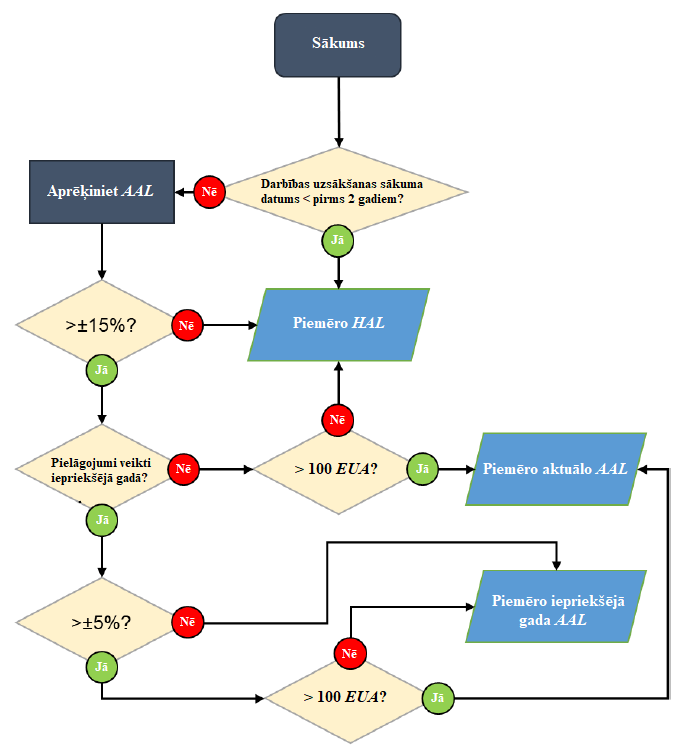 Sākums
Darbības uzsākšanas sākuma
datums < pirms 2 gadiem?
Nē
Aprēķiniet AAL
Jā
>±15%?
Nē
Piemēro HAL
Jā
Nē
Pielāgojumi veikti
iepriekšējā gadā?
Nē
> 100 EUA?
Jā
Piemēro aktuālo AAL
Jā
>±5%?
Nē
Piemēro iepriekšējā
gada AAL
Jā
Nē
> 100 EUA?
Jā